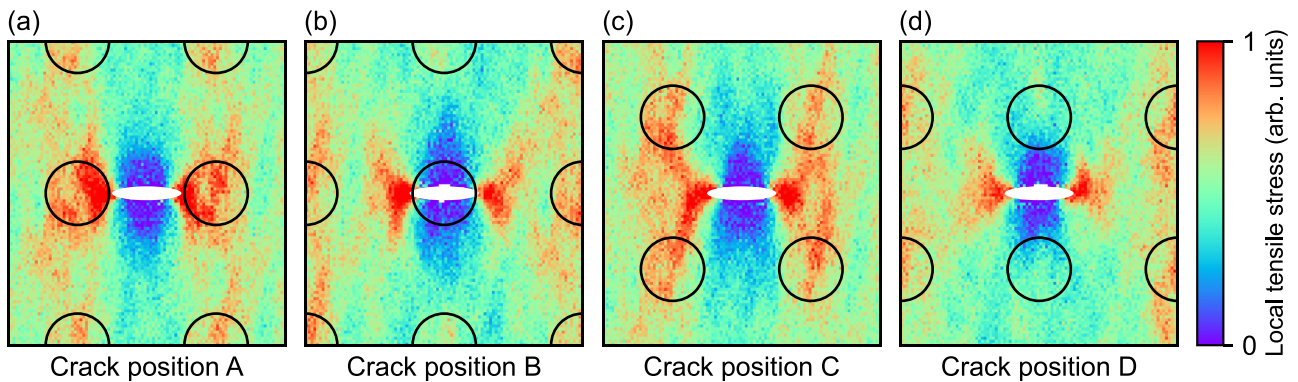 (a)
(b)
(c)
(d)
1
0
Local tensile stress (arb. units)
Crack position A
Crack position B
Crack position C
Crack position D